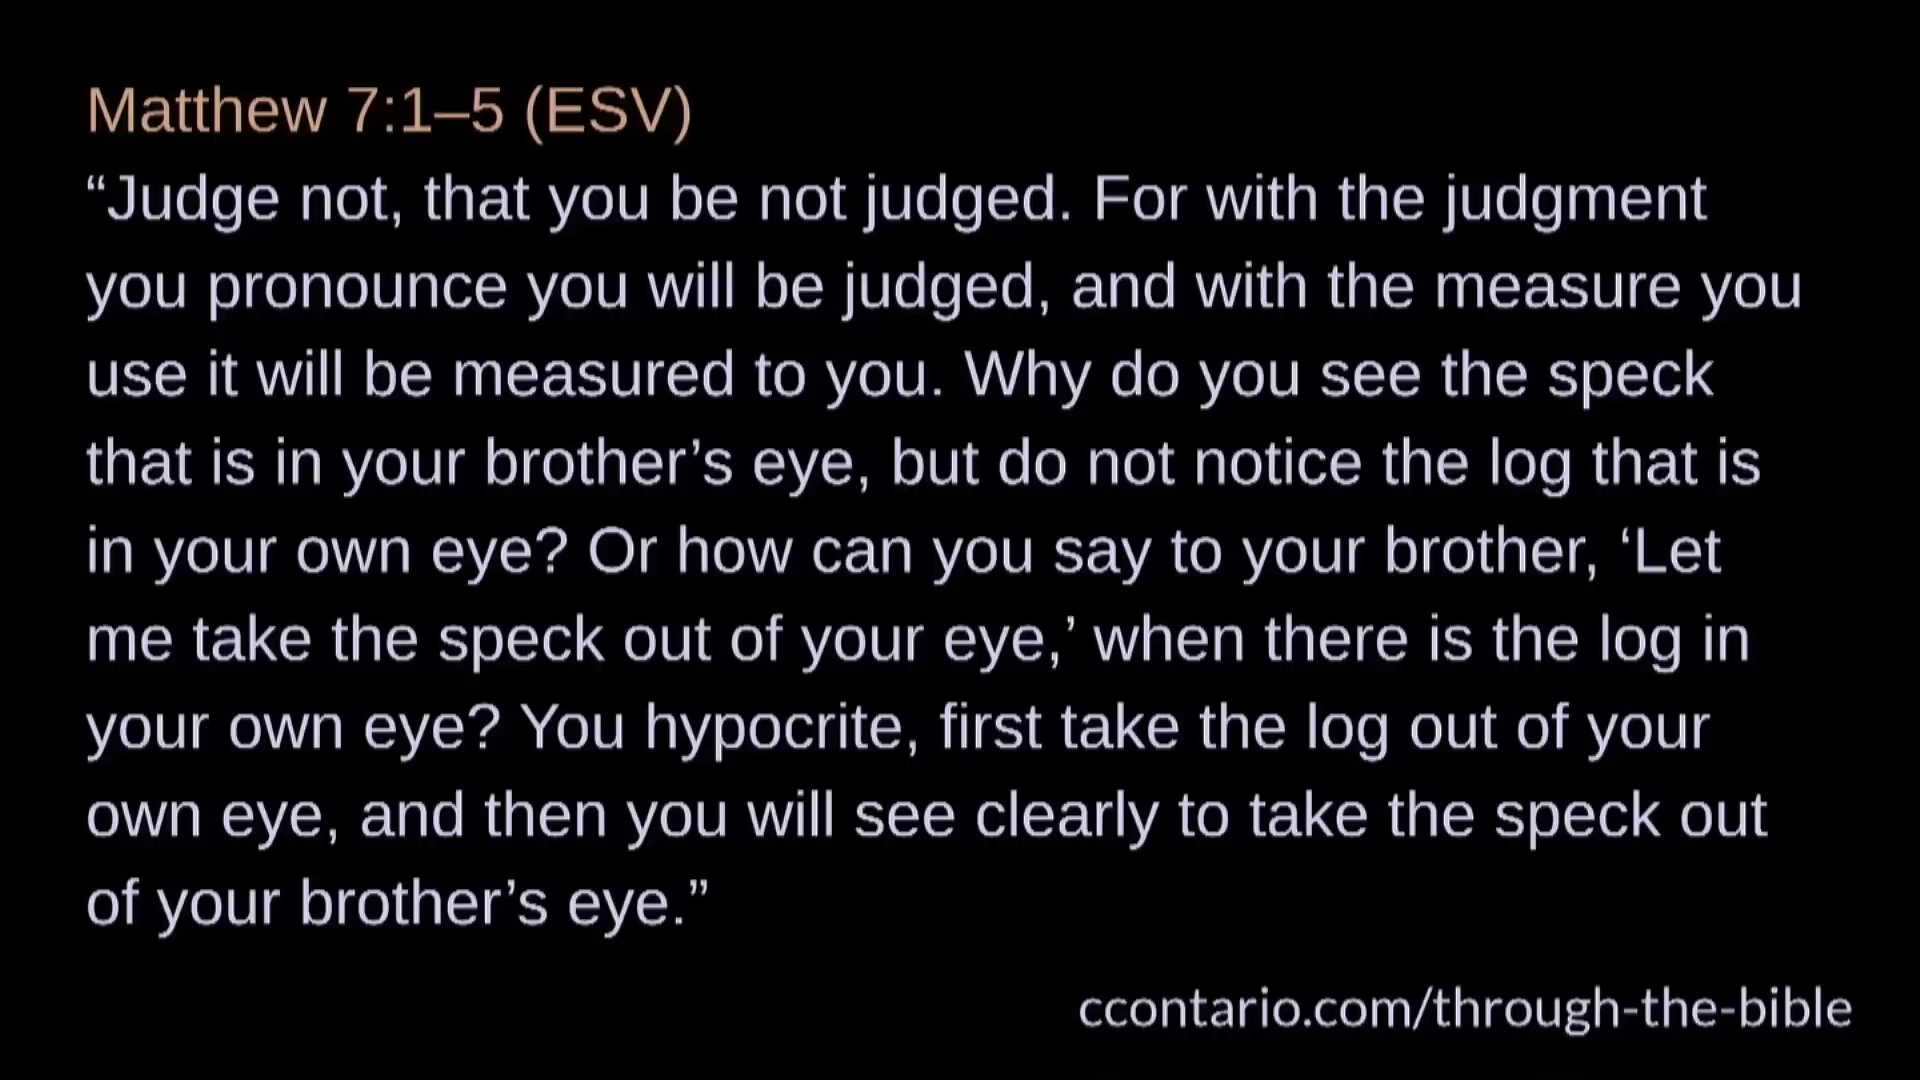 Matthew 7:1–5 (ESV)
“Judge not, that you be not judged. For with the judgment
you pronounce you will be judged, and with the measure you
use it will be measured to you. Why do you see the speck
that is in your brother’s eye, but do not notice the log that is
in your own eye? Or how can you say to your brother, ‘Let
me take the speck out of your eye,’ when there is the log in
your own eye? You hypocrite, first take the log out of your
own eye, and then you will see clearly to take the speck out
of your brother’s eye.”
ccontario.com/through-the-bible